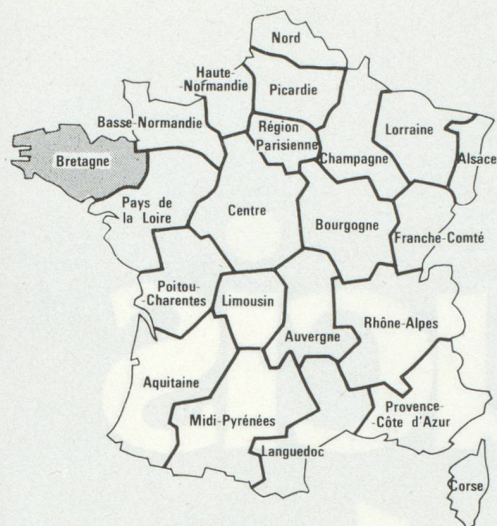 Nord
Haute-
Normandie
Picardie
Basse-Normandie
Région
Parisienne
Lorraine
Champagne
Alsace
Bretagne
Pays de
la Loire
Centre
Bourgogne
Franche-Comté
Poitou-
Charentes
Limousin
Auvergne
Rhône-Alpes
Aquitaine
Midi-Pyrénées
Languedoc
Provence-
-Côte d'Azur
Corse